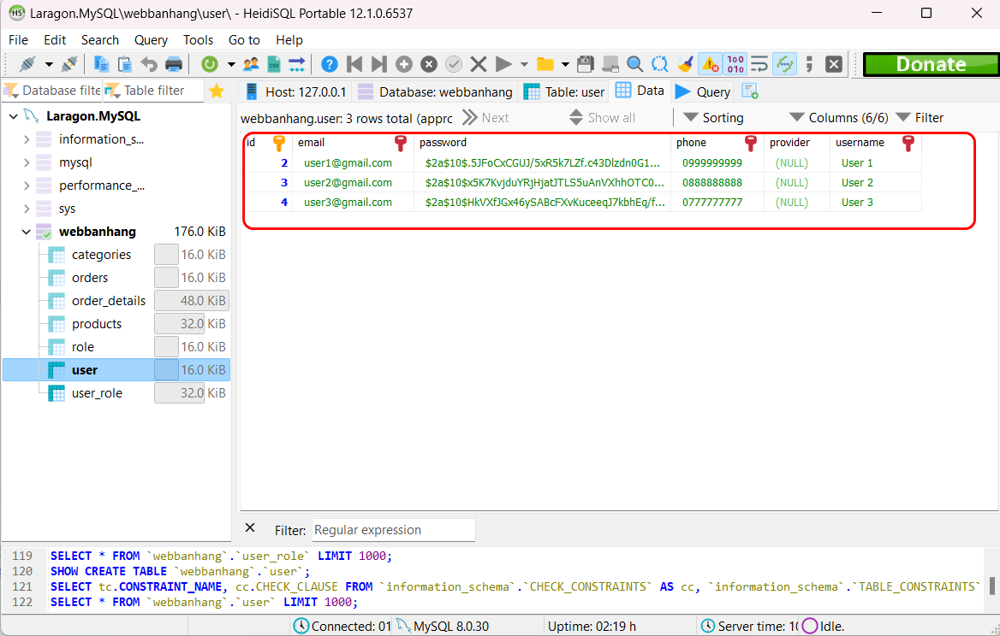 Laragon.MySQL\webbanhang\user\ - HeidiSQL Portable 12.1.0.6537
File Edit Search Query Tools Go to Help
Donate
Database filte Table filter Host: 127.0.0.1 Database: webbanhang Table: user Data Query
webbanhang.user: 3 rows total (apprc Next Show all Sorting Columns (6/6) Filter
Laragon.MySQL
information_s...
mysql
performance_...
sys
webbanhang 176.0 KiB
categories 16.0 KiB
orders 16.0 KiB
order_details 48.0 KiB
products 32.0 KiB
role 16.0 KiB
user 16.0 KiB
user_role 32.0 KiB
id email password phone provider username
2 user1@gmail.com $2a$10$.5JFoCxCGUJ/5xR5k7LZf.c43Dlzdn0G1... 0999999999 (NULL) User 1
3 user2@gmail.com $2a$10$x5K7KvjduYRjHjatJTLS5uAnVXhhOTC0... 0888888888 (NULL) User 2
4 user3@gmail.com $2a$10$HkVXfJGx46ySABcFXvKuceeqJ7kbhEq/f... 0777777777 (NULL) User 3
Filter: Regular expression
119 SELECT * FROM `webbanhang`.`user_role` LIMIT 1000;
120 SHOW CREATE TABLE `webbanhang`.`user`;
121 SELECT tc.CONSTRAINT_NAME, cc.CHECK_CLAUSE FROM `information_schema`.`CHECK_CONSTRAINTS` AS cc, `information_schema`.`TABLE_CONSTRAINTS`
122 SELECT * FROM `webbanhang`.`user` LIMIT 1000;
Connected: 01 MySQL 8.0.30 Uptime: 02:19 h Server time: 1( Idle.